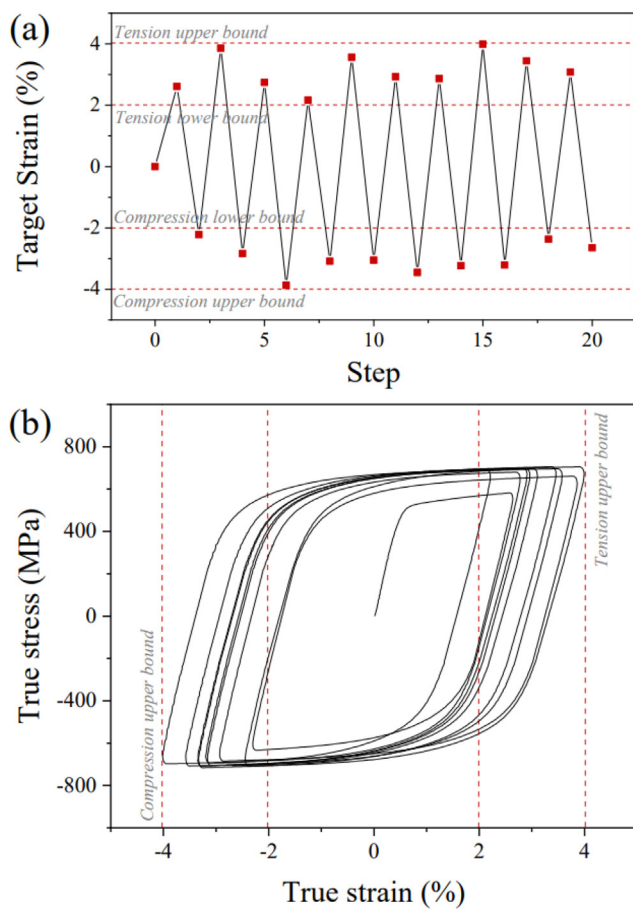 (a)
Target Strain (%)
4
2
0
-2
-4
Tension upper bound
Tension lower bound
Compression lower bound
Compression upper bound
0
5
10
15
20
Step
(b)
True stress (MPa)
800
400
0
-400
-800
Compression upper bound
Tension upper bound
-4
-2
0
2
4
True strain (%)